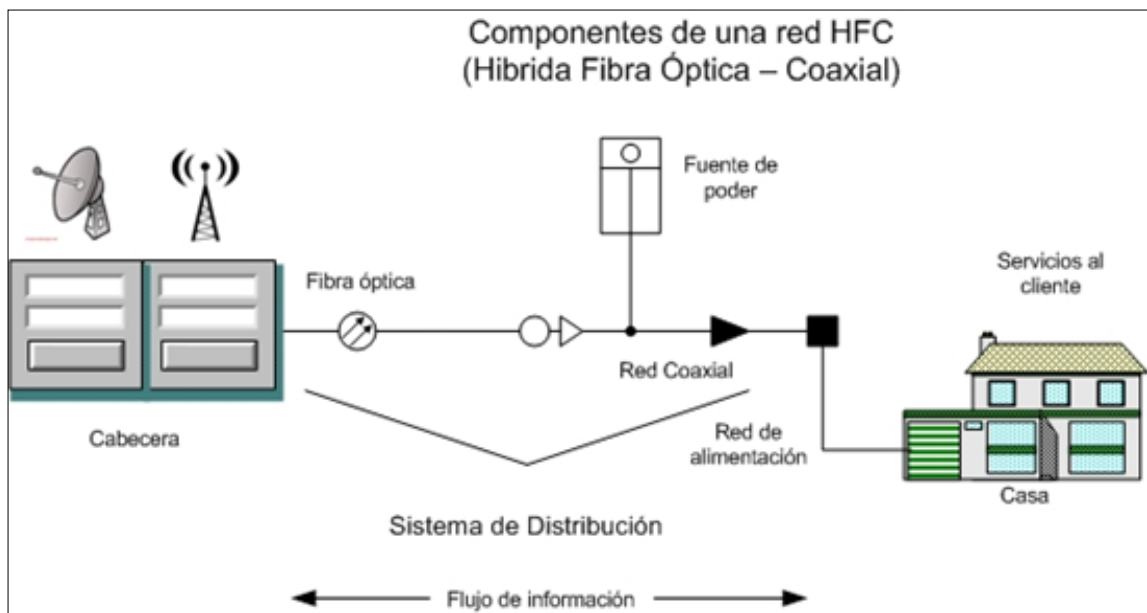 Componentes de una red HFC
(Hibrida Fibra Óptica – Coaxial)
Fuente de
poder
Servicios al
cliente
Fibra óptica
Red Coaxial
Cabecera
Red de
alimentación
Casa
Sistema de Distribución
Flujo de información